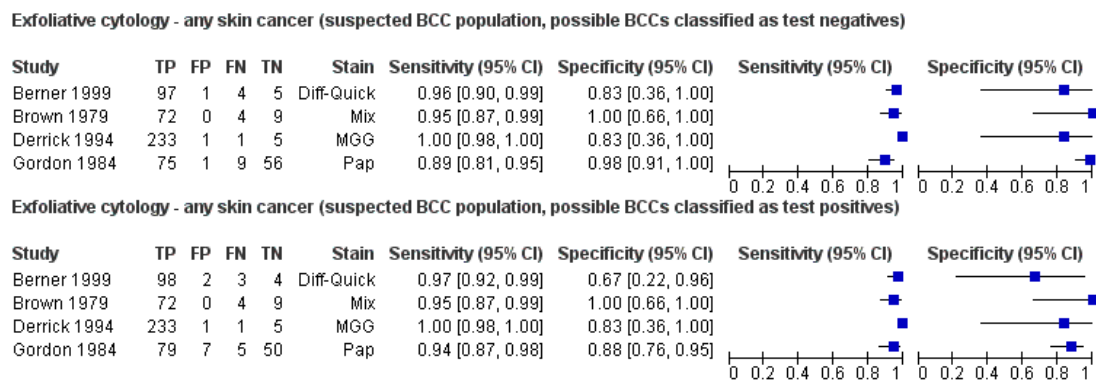 Exfoliative cytology - any skin cancer (suspected BCC population, possible BCCs classified as test negatives)
Study TP FP FN TN Stain Sensitivity (95% CI) Specificity (95% CI) Sensitivity (95% CI) Specificity (95% CI)
Berner 1999 97 1 4 5 Diff-Quick 0.96 [0.90, 0.99] 0.83 [0.36, 1.00]
Brown 1979 72 0 4 9 Mix 0.95 [0.87, 0.99] 1.00 [0.66, 1.00]
Derrick 1994 233 1 1 5 MGG 1.00 [0.98, 1.00] 0.83 [0.36, 1.00]
Gordon 1984 75 1 9 56 Pap 0.89 [0.81, 0.95] 0.98 [0.91, 1.00]
0 0.2 0.4 0.6 0.8 1 0 0.2 0.4 0.6 0.8 1
Exfoliative cytology - any skin cancer (suspected BCC population, possible BCCs classified as test positives)
Study TP FP FN TN Stain Sensitivity (95% CI) Specificity (95% CI) Sensitivity (95% CI) Specificity (95% CI)
Berner 1999 98 2 3 4 Diff-Quick 0.97 [0.92, 0.99] 0.67 [0.22, 0.96]
Brown 1979 72 0 4 9 Mix 0.95 [0.87, 0.99] 1.00 [0.66, 1.00]
Derrick 1994 233 1 1 5 MGG 1.00 [0.98, 1.00] 0.83 [0.36, 1.00]
Gordon 1984 79 7 5 50 Pap 0.94 [0.87, 0.98] 0.88 [0.76, 0.95]
0 0.2 0.4 0.6 0.8 1 0 0.2 0.4 0.6 0.8 1